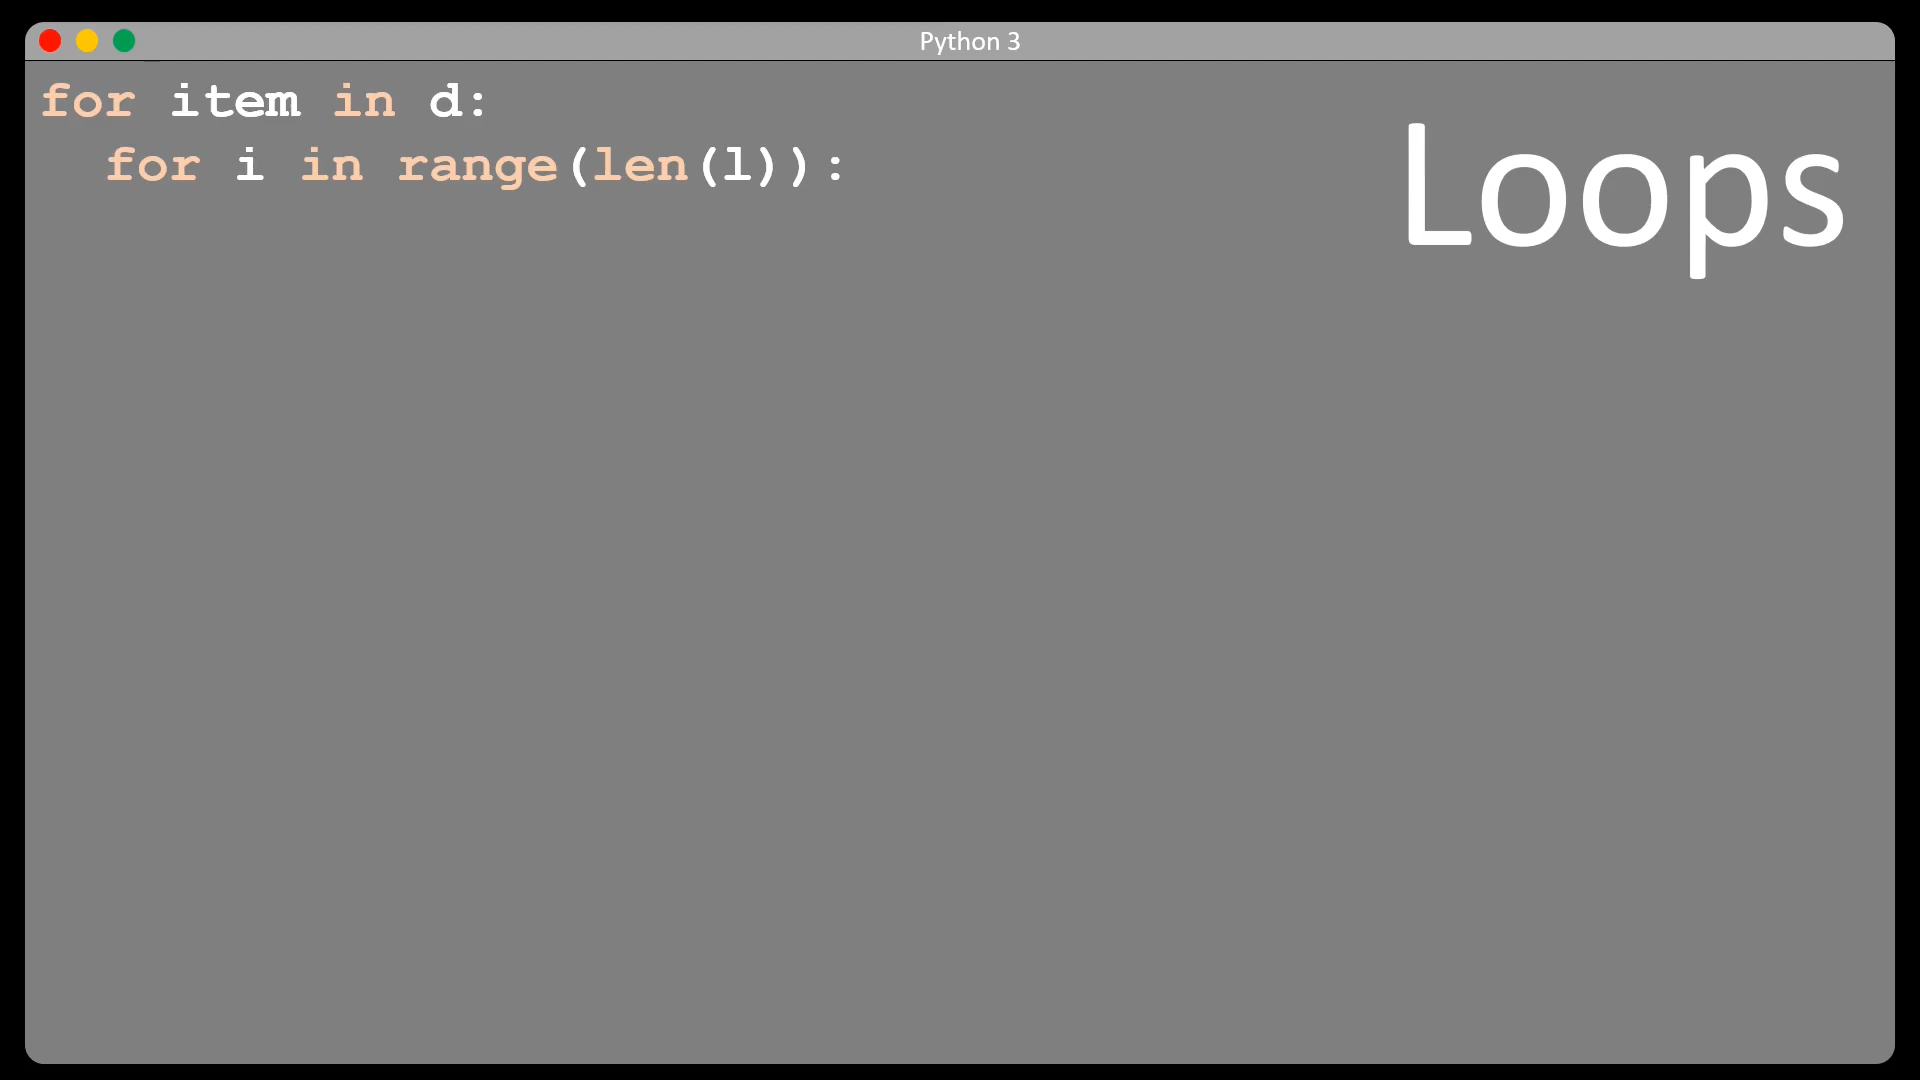 Python 3
for item in d:
  for i in range(len(l)):
Loops